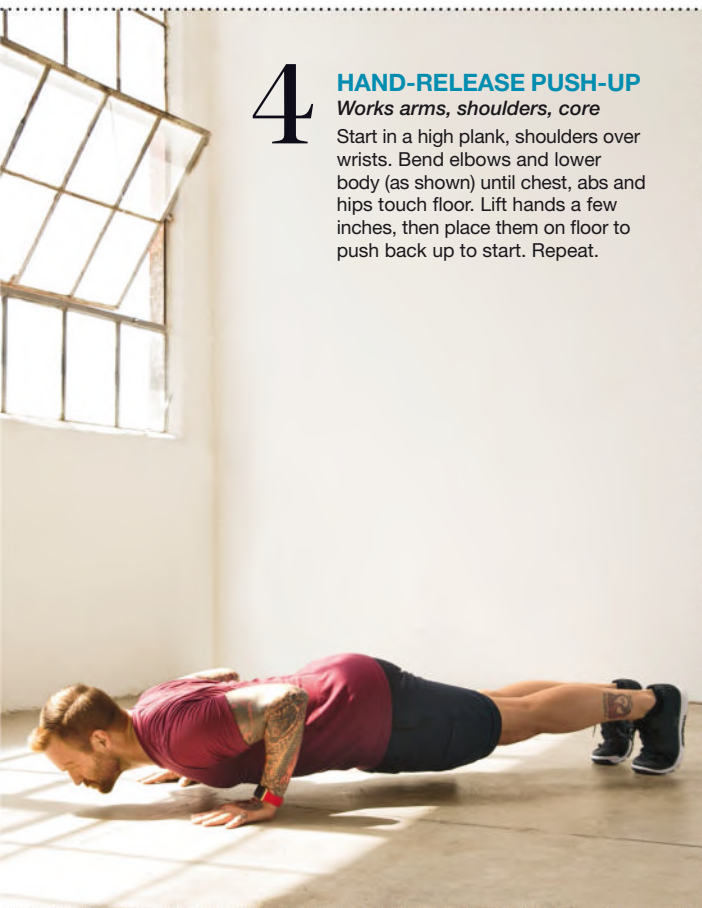 4
HAND-RELEASE PUSH-UP
Works arms, shoulders, core
Start in a high plank, shoulders over
wrists. Bend elbows and lower
body (as shown) until chest, abs and
hips touch floor. Lift hands a few
inches, then place them on floor to
push back up to start. Repeat.